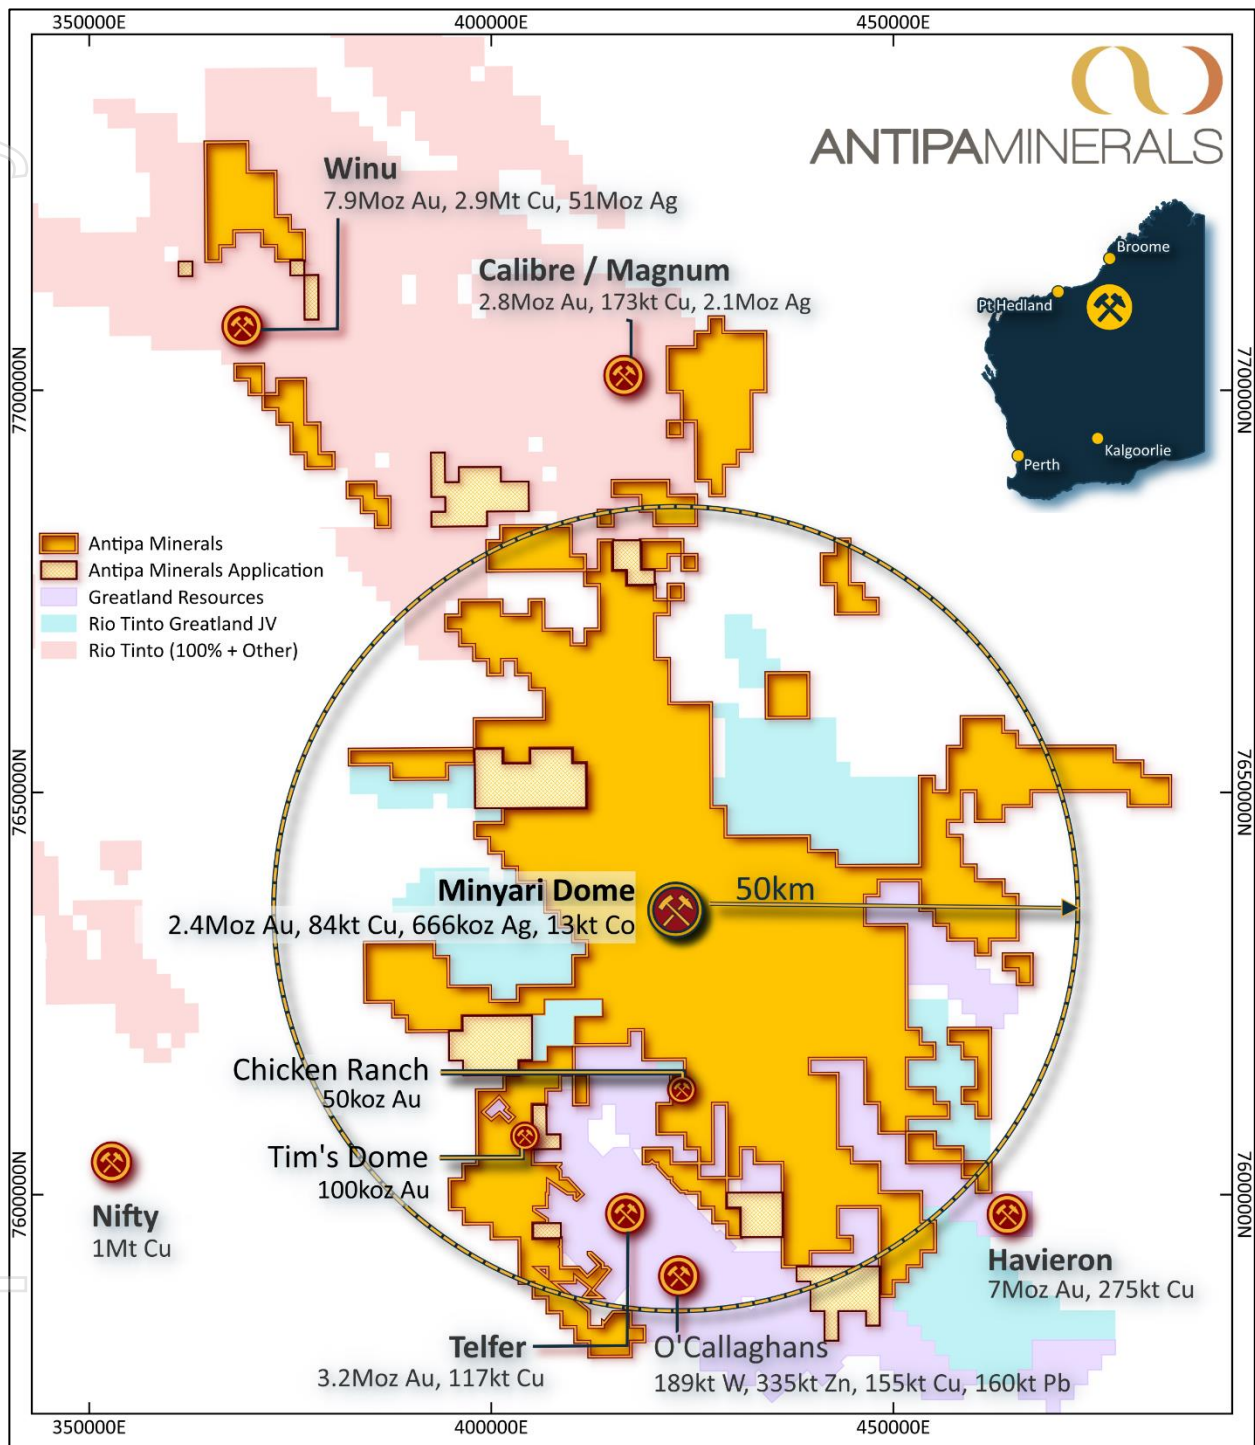 350000E
400000E
450000E
ANTIPAMINERALS
Winu
7.9Moz Au, 2.9Mt Cu, 51Moz Ag
Calibre / Magnum
2.8Moz Au, 173kt Cu, 2.1Moz Ag
Broome
Pt Hedland
Kalgoorlie
Perth
7700000N
7700000N
Antipa Minerals
Antipa Minerals Application
Greatland Resources
Rio Tinto Greatland JV
Rio Tinto (100% + Other)
7650000N
7650000N
Minyari Dome
2.4Moz Au, 84kt Cu, 666koz Ag, 13kt Co
50km
Chicken Ranch
50koz Au
Tim's Dome
100koz Au
7600000N
7600000N
Nifty
1Mt Cu
Havieron
7Moz Au, 275kt Cu
Telfer
3.2Moz Au, 117kt Cu
O'Callaghans
189kt W, 335kt Zn, 155kt Cu, 160kt Pb
350000E
400000E
450000E